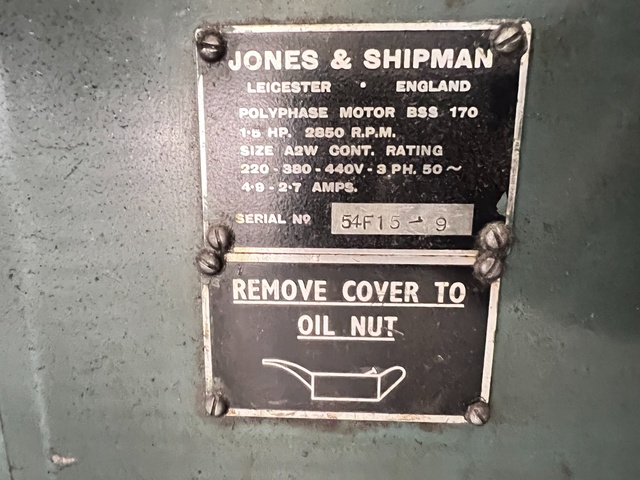 JONES & SHIPMAN
LEICESTER • ENGLAND
POLYPHASE MOTOR BSS 170
1·5 HP. 2850 R.P.M.
SIZE A2W CONT. RATING
220-380-440V-3 PH. 50~
4·9-2·7 AMPS.
SERIAL Nº 54F15-9
REMOVE COVER TO
OIL NUT